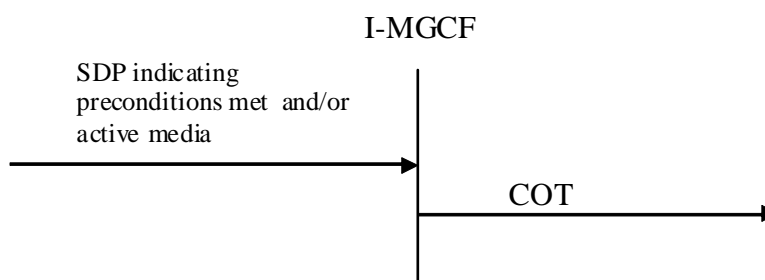 I-MGCF
SDP indicating
preconditions met and/or
active media
COT